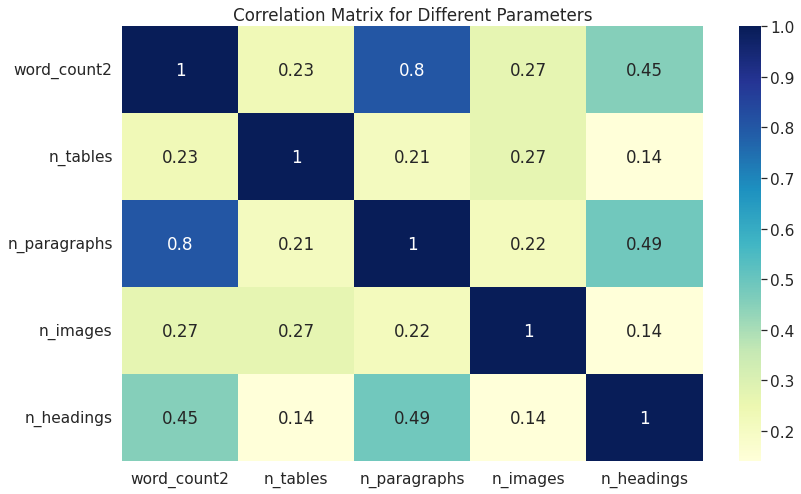 Correlation Matrix for Different Parameters
word_count2 1 0.23 0.8 0.27 0.45
n_tables 0.23 1 0.21 0.27 0.14
n_paragraphs 0.8 0.21 1 0.22 0.49
n_images 0.27 0.27 0.22 1 0.14
n_headings 0.45 0.14 0.49 0.14 1
word_count2 n_tables n_paragraphs n_images n_headings
1.0
0.9
0.8
0.7
0.6
0.5
0.4
0.3
0.2